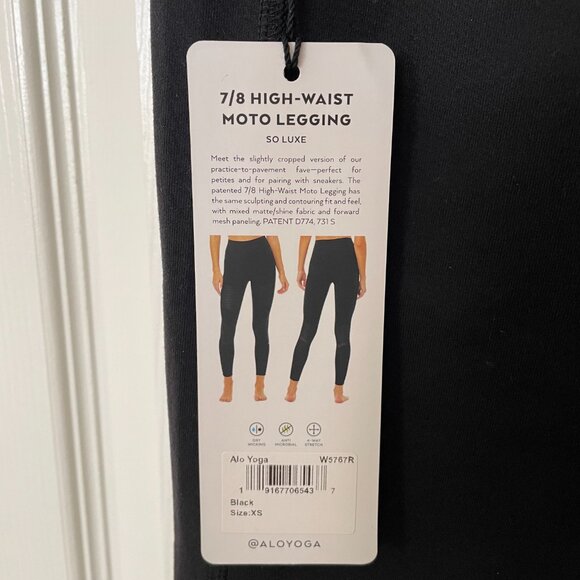 7/8 HIGH-WAIST
MOTO LEGGING
SO LUXE
Meet the slightly cropped version of our
practice-to-pavement fave—perfect for
petites and for pairing with sneakers. The
patented 7/8 High-Waist Moto Legging has
the same sculpting and contouring fit and feel,
with mixed matte/shine fabric and forward
mesh paneling. PATENT D774, 731 S
DRY
WICKING
ANTI
MICROBIAL
4-WAY
STRETCH
Alo Yoga W5767R
1 91677 06543 7
Black
Size:XS
@ALOYOGA